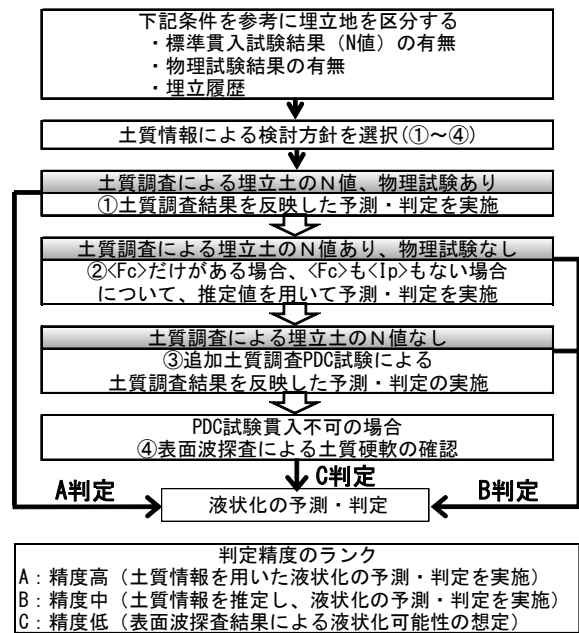 下記条件を参考に埋立地を区分する
・標準貫入試験結果（N値）の有無
・物理試験結果の有無
・埋立履歴
土質情報による検討方針を選択(①～④)
土質調査による埋立土のＮ値、物理試験あり
①土質調査結果を反映した予測・判定を実施
土質調査による埋立土のＮ値あり、物理試験なし
②<Fc>だけがある場合、<Fc>も<Ip>もない場合
について、推定値を用いて予測・判定を実施
土質調査による埋立土のＮ値なし
③追加土質調査PDC試験による
土質調査結果を反映した予測・判定の実施
PDC試験貫入不可の場合
④表面波探査による土質硬軟の確認
A判定
C判定
B判定
液状化の予測・判定
判定精度のランク
A：精度高（土質情報を用いた液状化の予測・判定を実施）
B：精度中（土質情報を推定し、液状化の予測・判定を実施）
C：精度低（表面波探査結果による液状化可能性の想定）